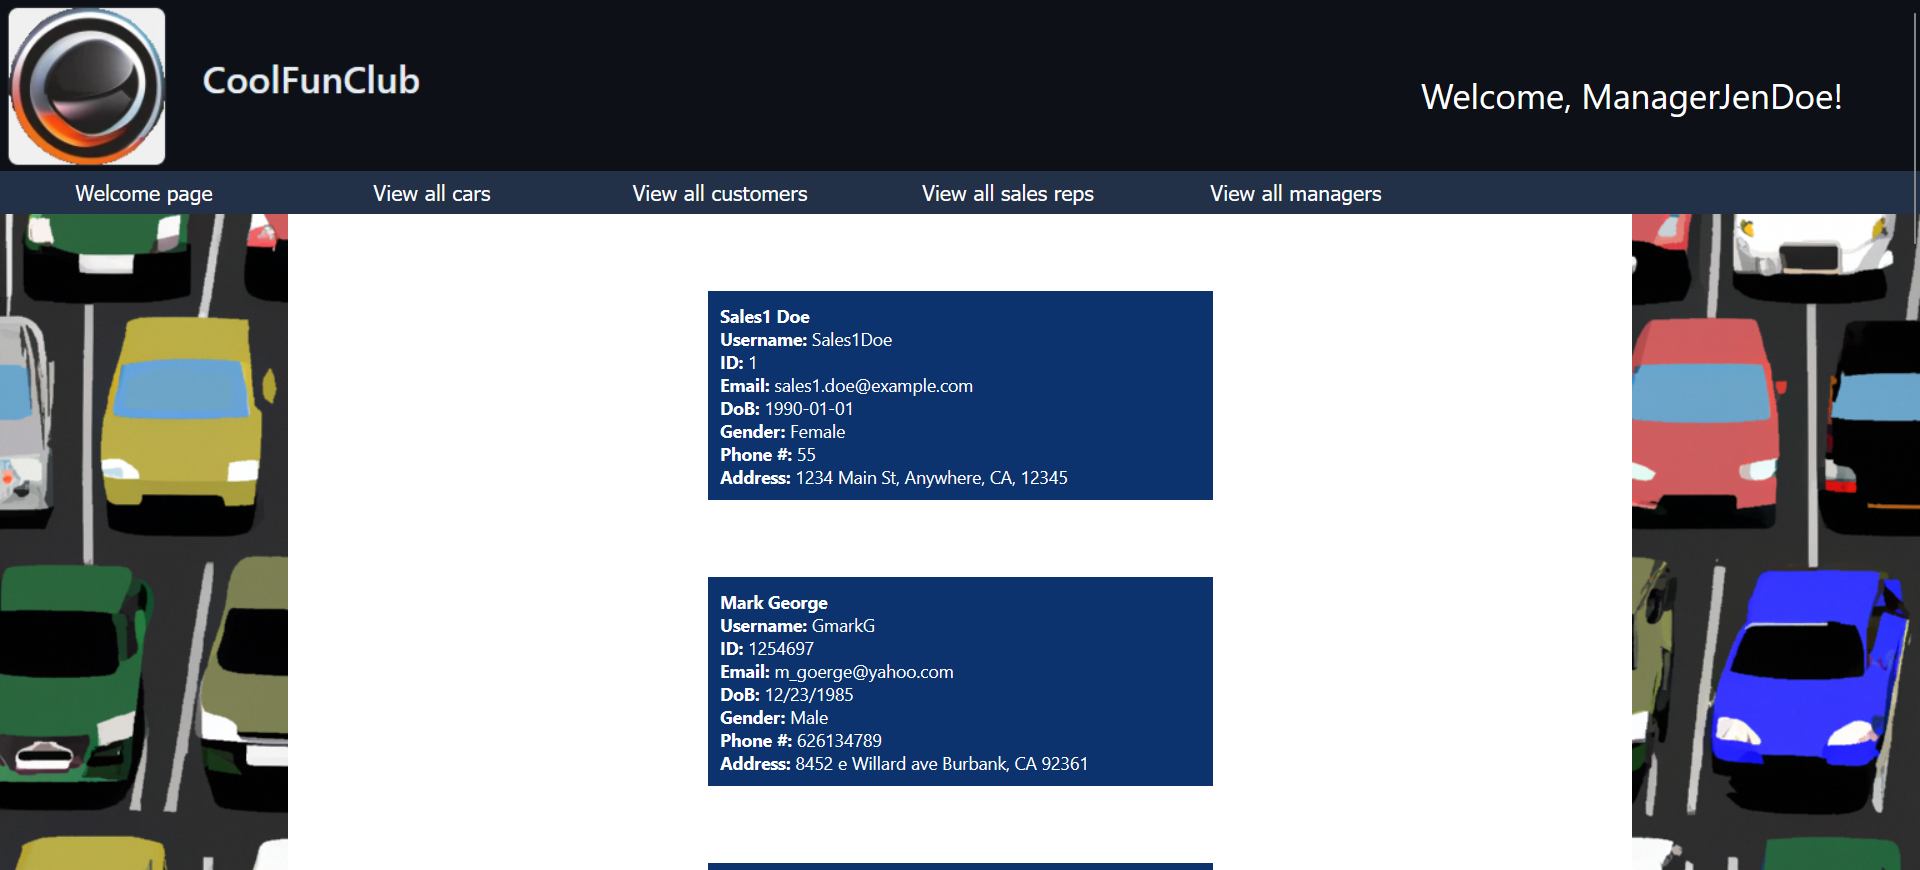 CoolFunClub
Welcome, ManagerJenDoe!
Welcome page
View all cars
View all customers
View all sales reps
View all managers
Sales1 Doe
Username: Sales1Doe
ID: 1
Email: sales1.doe@example.com
DoB: 1990-01-01
Gender: Female
Phone #: 55
Address: 1234 Main St, Anywhere, CA, 12345
Mark George
Username: GmarkG
ID: 1254697
Email: m_goerge@yahoo.com
DoB: 12/23/1985
Gender: Male
Phone #: 626134789
Address: 8452 e Willard ave Burbank, CA 92361